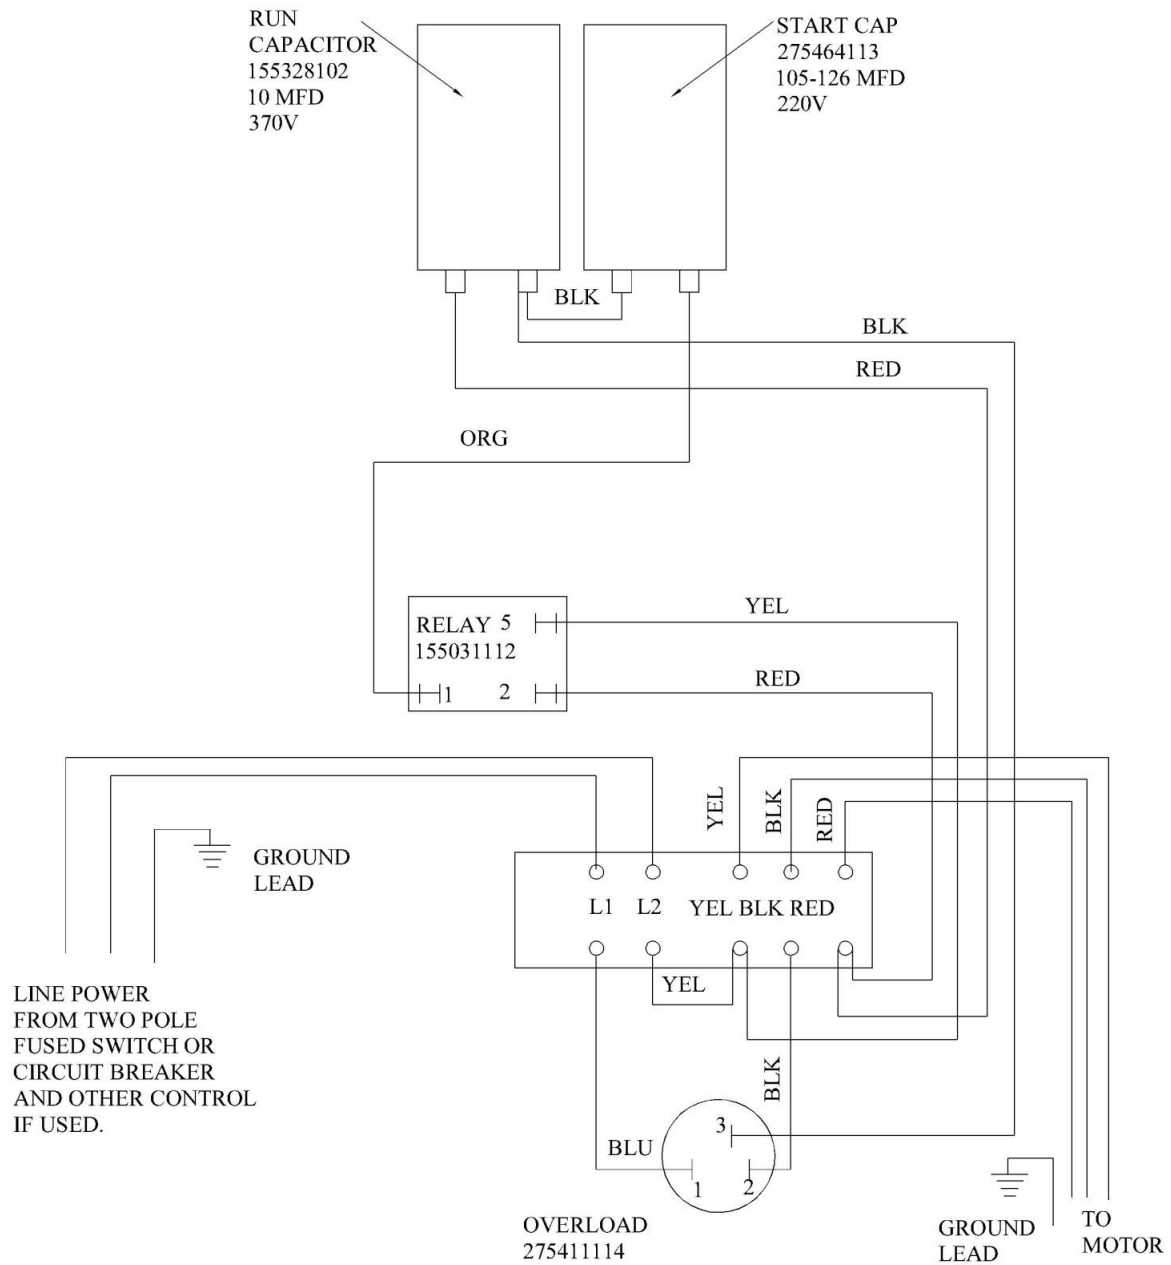 RUN
CAPACITOR
155328102
10 MFD
370V
START CAP
275464113
105-126 MFD
220V
BLK
BLK
RED
ORG
YEL
RELAY 5
155031112
RED
1 2
YEL
BLK
RED
GROUND
LEAD
L1 L2 YEL BLK RED
YEL
LINE POWER
FROM TWO POLE
FUSED SWITCH OR
CIRCUIT BREAKER
AND OTHER CONTROL
IF USED.
BLK
3
BLU
1 2
OVERLOAD
275411114
GROUND
LEAD
TO
MOTOR